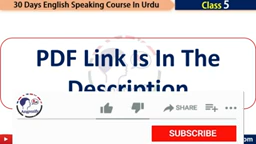 30 Days English Speaking Course In Urdu
Class 5
PDF Link Is In The
Description
SHARE
SUBSCRIBE